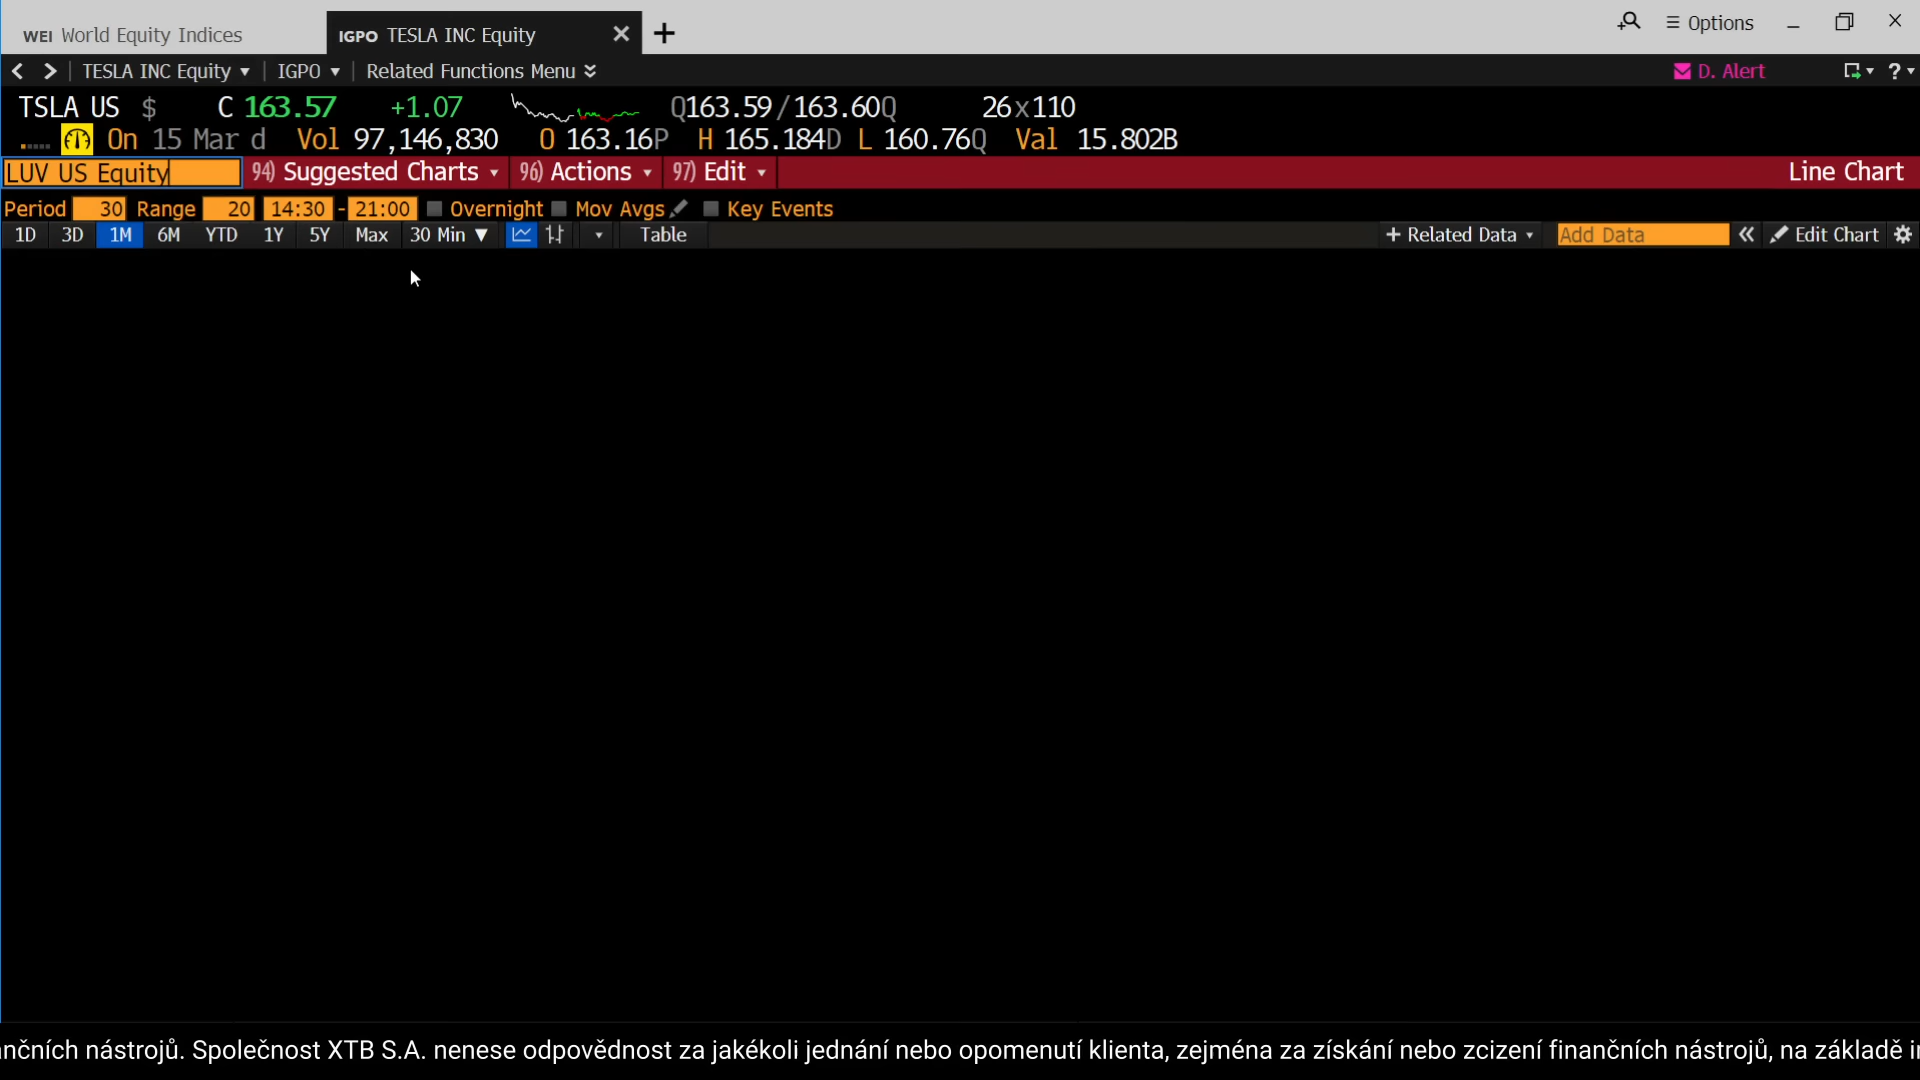 WEI World Equity Indices
IGPO TESLA INC Equity
Options
TESLA INC Equity
IGPO
Related Functions Menu
D. Alert
?
TSLA US $ C 163.57 +1.07 Q163.59/163.60Q 26x110
On 15 Mar d Vol 97,146,830 O 163.16P H 165.184D L 160.76Q Val 15.802B
LUV US Equity
94) Suggested Charts
96) Actions
97) Edit
Line Chart
Period 30 Range 20 14:30 - 21:00 Overnight Mov Avgs Key Events
1D 3D 1M 6M YTD 1Y 5Y Max 30 Min Table + Related Data Add Data « Edit Chart
nčních nástrojů. Společnost XTB S.A. nenese odpovědnost za jakékoli jednání nebo opomenutí klienta, zejména za získání nebo zcizení finančních nástrojů, na základě